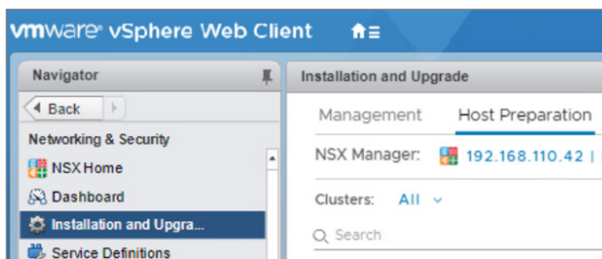 vmware® vSphere Web Client
Navigator
Back
Networking & Security
NSX Home
Dashboard
Installation and Upgra...
Service Definitions
Installation and Upgrade
Management Host Preparation
NSX Manager: 192.168.110.42 |
Clusters: All
Search